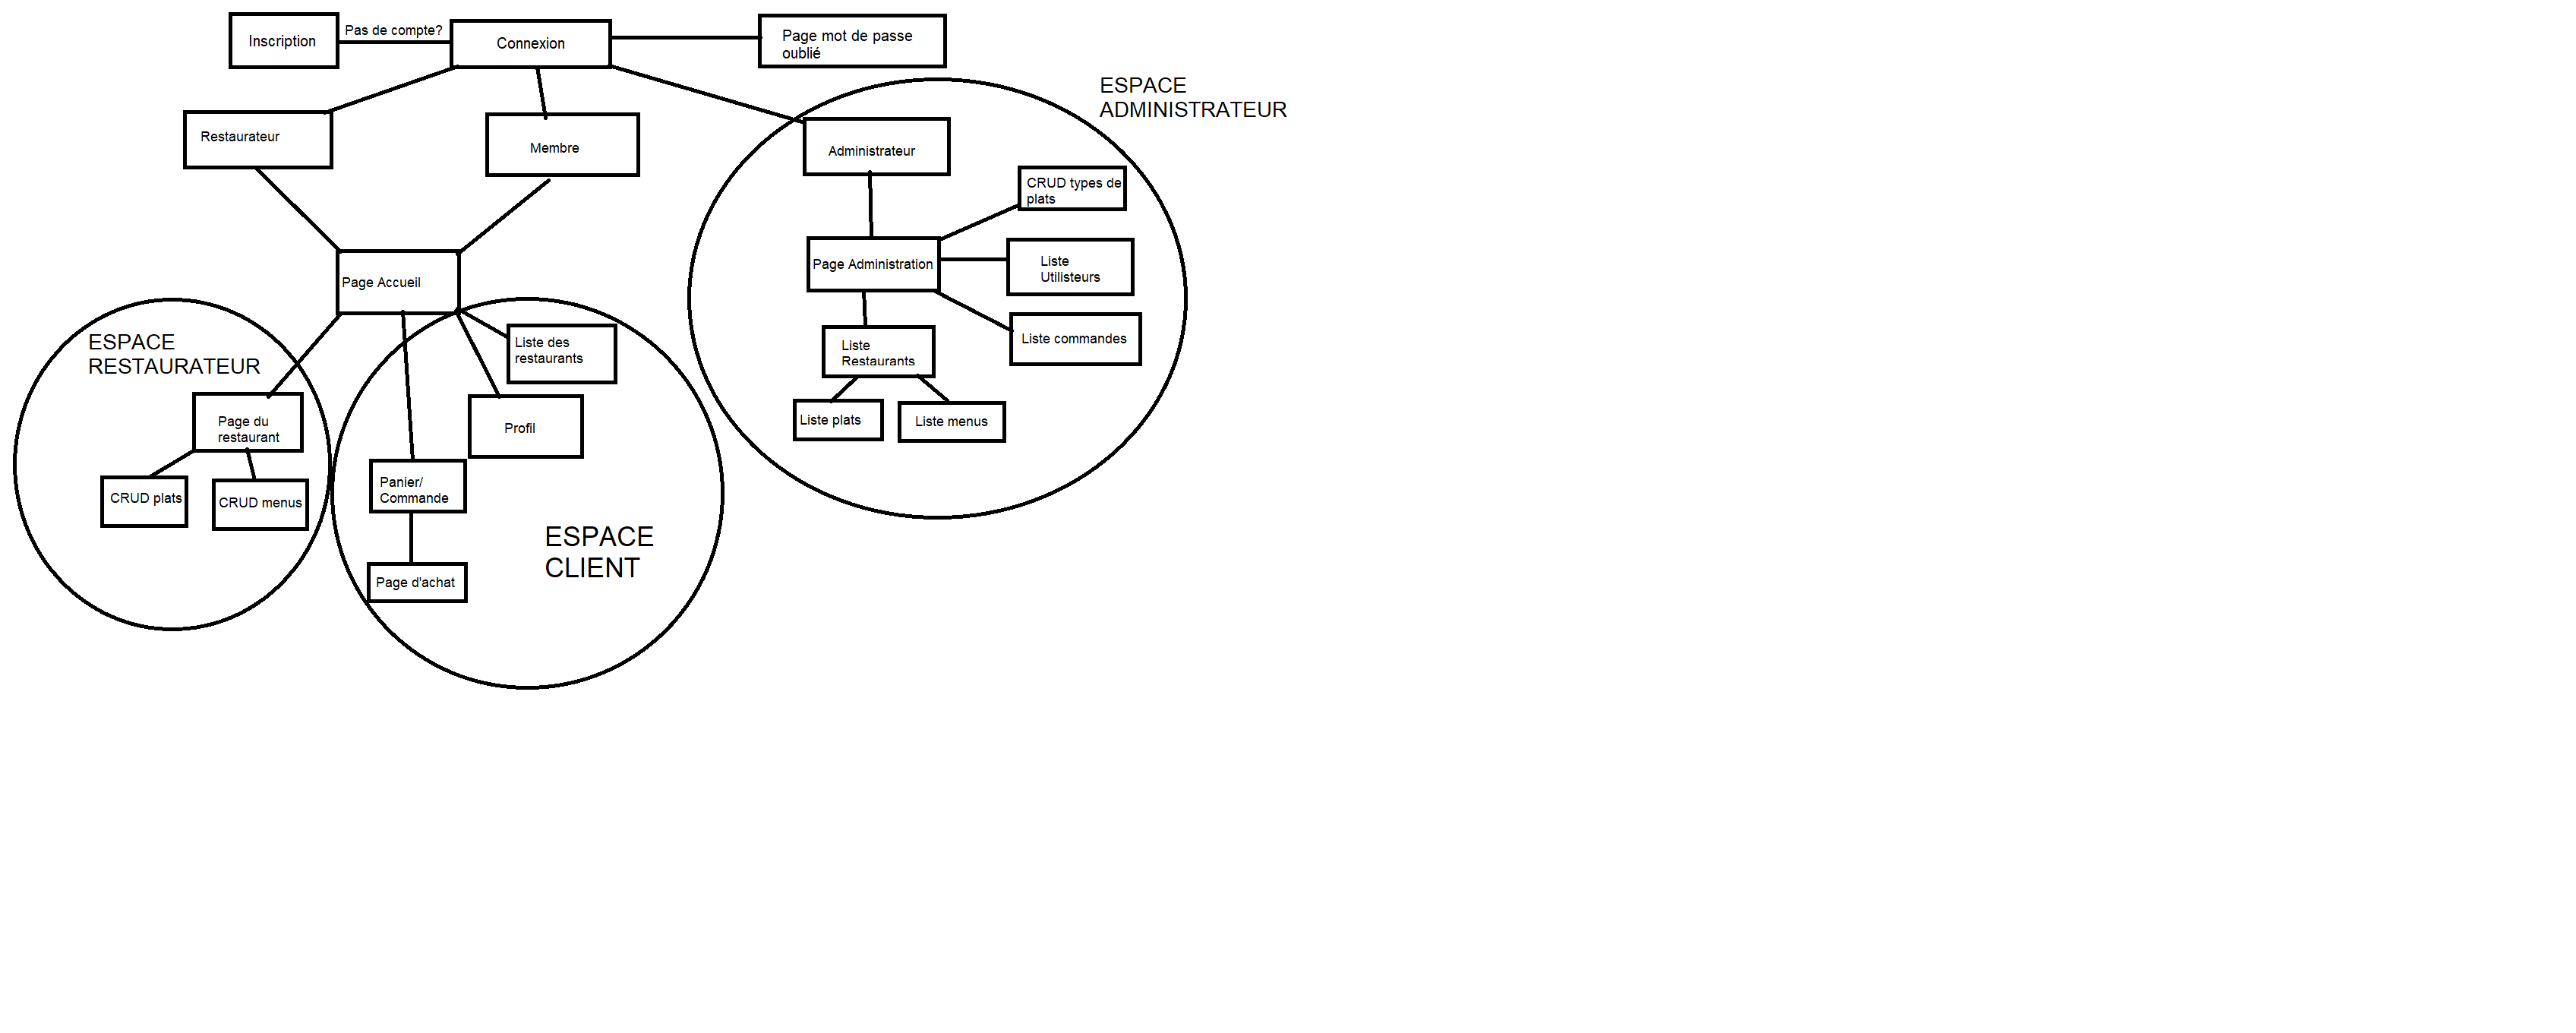 Inscription
Pas de compte?
Connexion
Page mot de passe
oublié
ESPACE
ADMINISTRATEUR
Restaurateur
Membre
Administrateur
CRUD types de
plats
Page Administration
Liste
Utilisteurs
Page Accueil
Liste commandes
Liste
Restaurants
Liste plats
Liste menus
ESPACE
RESTAURATEUR
Liste des
restaurants
Page du
restaurant
Profil
CRUD plats
CRUD menus
Panier/
Commande
ESPACE
CLIENT
Page d'achat